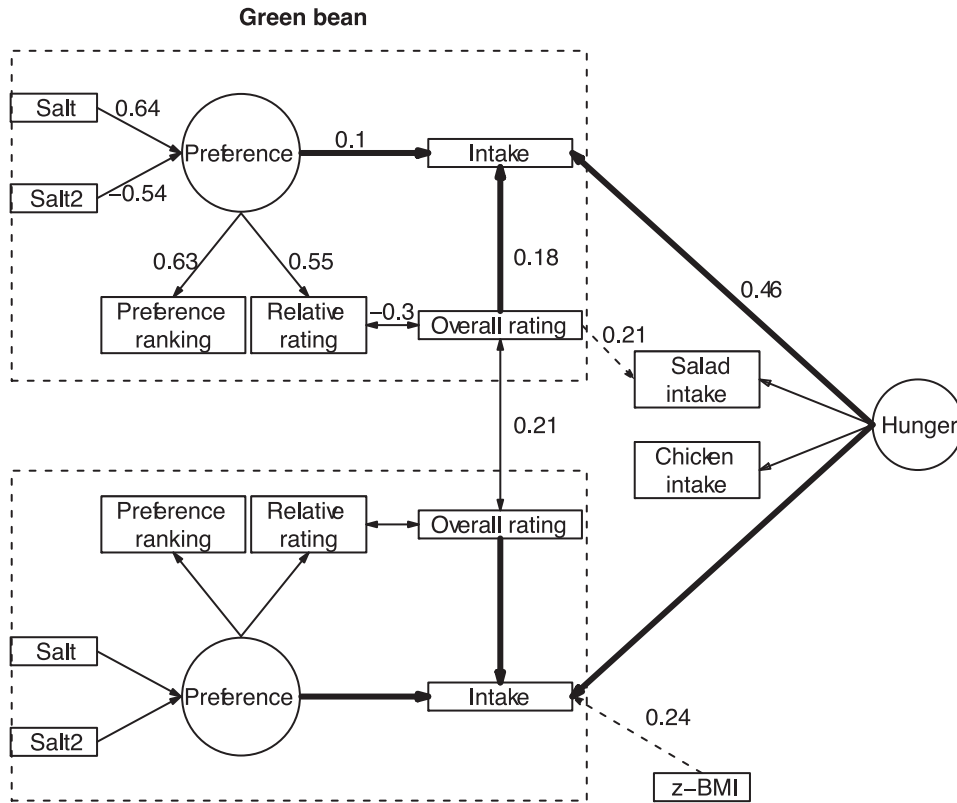 Green bean
Salt
0.64
Preference
0.1
Intake
Salt2
−0.54
0.63
0.55
0.18
0.46
Preference
ranking
Relative
rating
−0.3
Overall rating
0.21
Salad
intake
0.21
Hunger
Chicken
intake
Preference
ranking
Relative
rating
Overall rating
Salt
Preference
Intake
Salt2
0.24
z−BMI